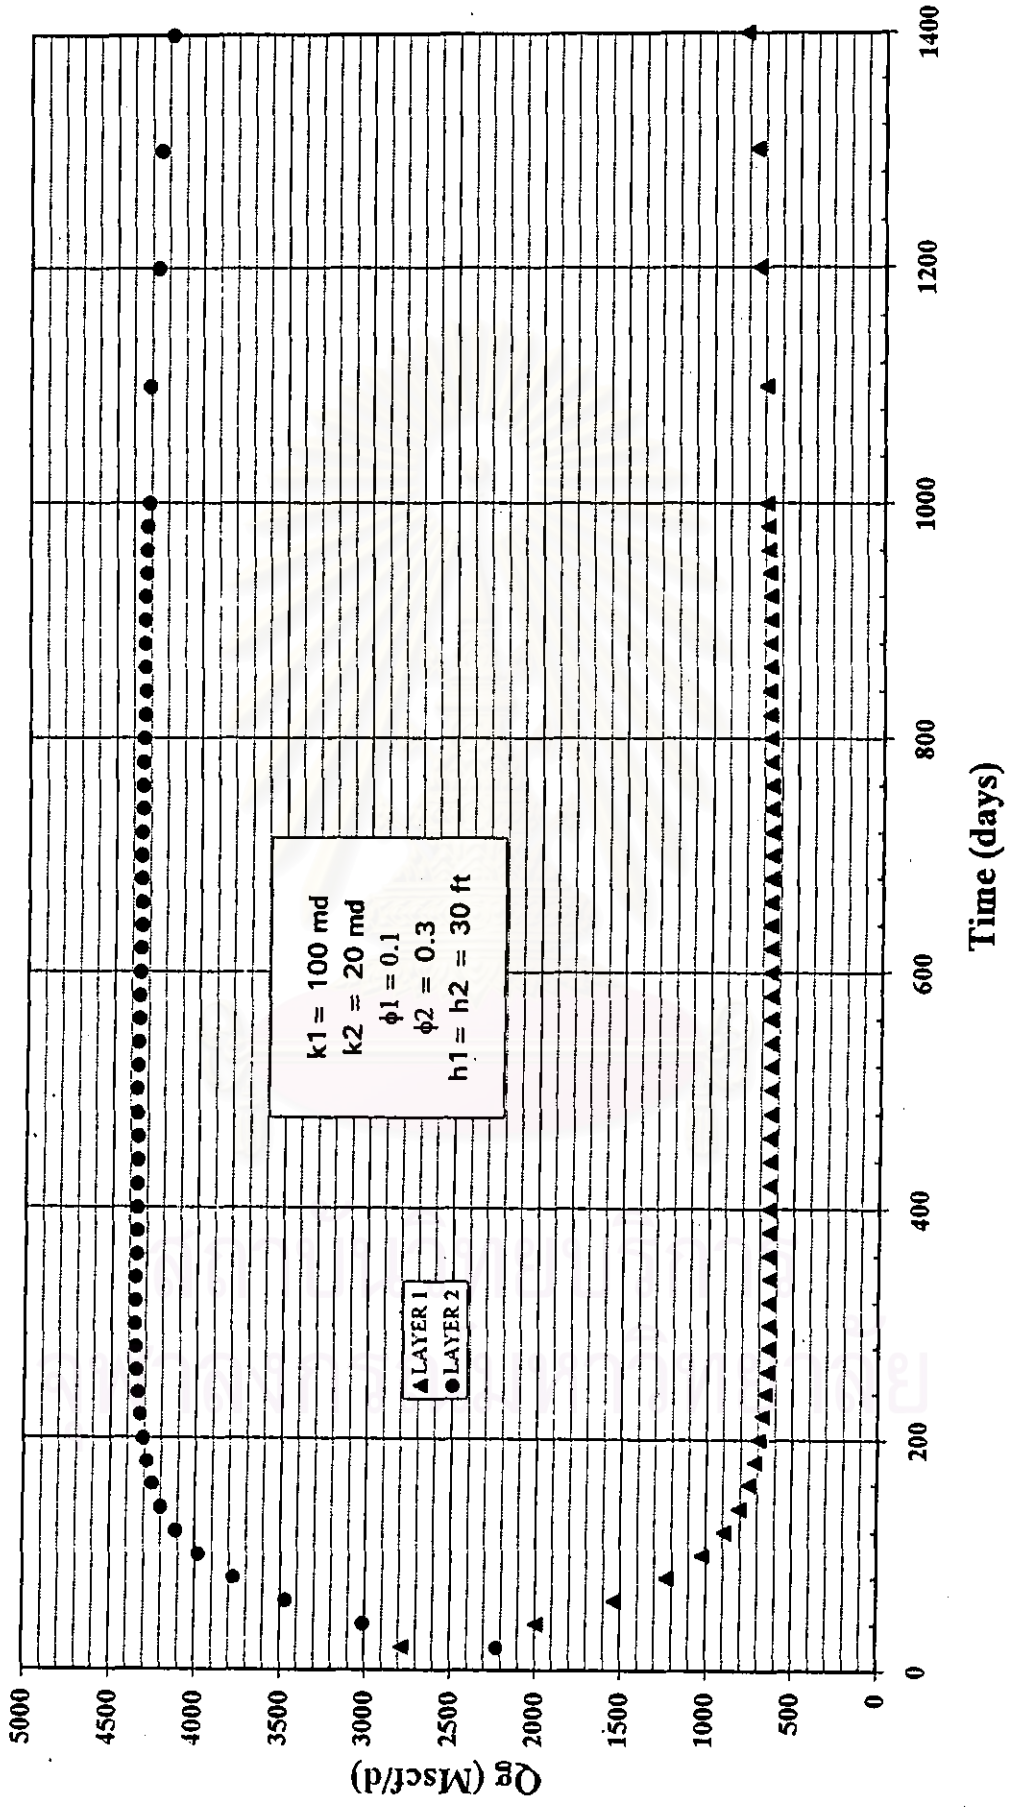 Qg (Mscf/d)
5000
4500
4000
3500
3000
2500
2000
1500
1000
500
0
k1 = 100 md
k2 = 20 md
ϕ1 = 0.1
ϕ2 = 0.3
h1 = h2 = 30 ft
▲ LAYER 1
● LAYER 2
0
200
400
600
800
1000
1200
1400
Time (days)